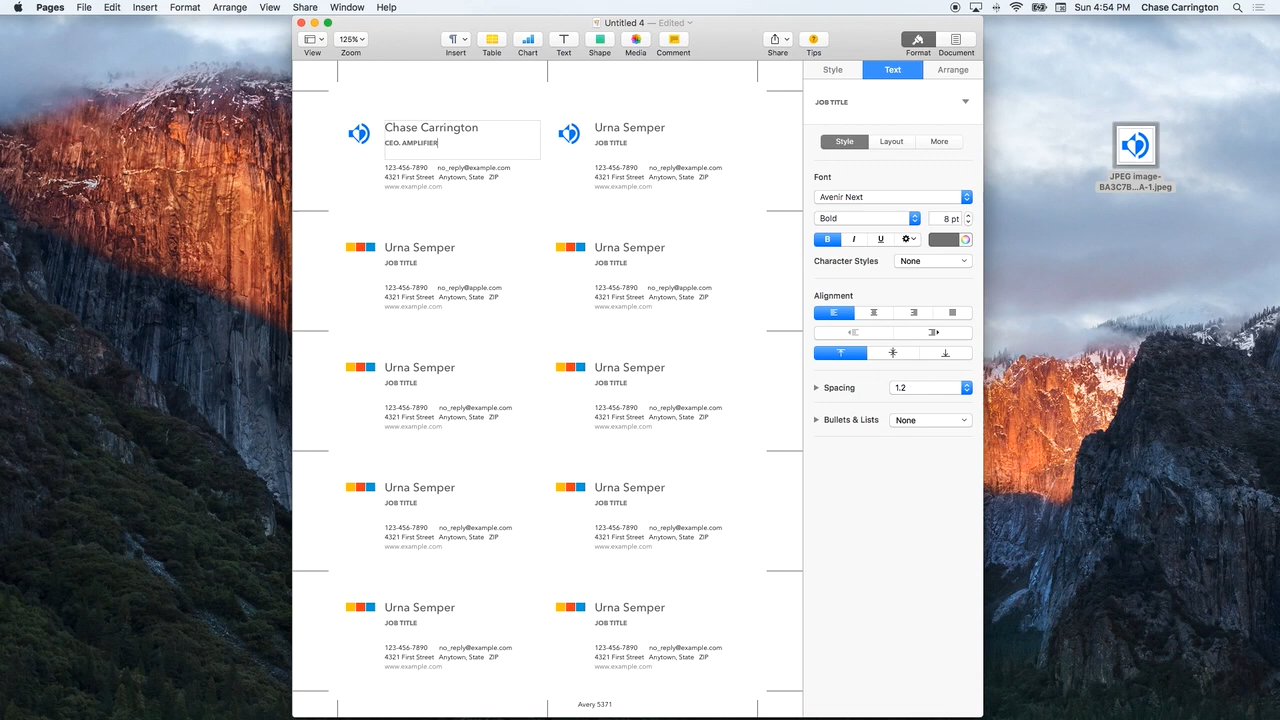 Pages File Edit Insert Format Arrange View Share Window Help
Sun 4:54 PM Chase Carrington
Untitled 4 — Edited
125%
View Zoom Insert Table Chart Text Shape Media Comment Share Tips Format Document
Style Text Arrange
JOB TITLE
Style Layout More
Font
Avenir Next
Bold 8 pt
B I U
Character Styles None
Alignment
Spacing 1.2
Bullets & Lists None
Chase Carrington
CEO. AMPLIFIER
123-456-7890 no_reply@example.com
4321 First Street Anytown, State ZIP
www.example.com
Urna Semper
JOB TITLE
123-456-7890 no_reply@example.com
4321 First Street Anytown, State ZIP
www.example.com
Urna Semper
JOB TITLE
123-456-7890 no_reply@apple.com
4321 First Street Anytown, State ZIP
www.example.com
Urna Semper
JOB TITLE
123-456-7890 no_reply@apple.com
4321 First Street Anytown, State ZIP
www.example.com
Urna Semper
JOB TITLE
123-456-7890 no_reply@example.com
4321 First Street Anytown, State ZIP
www.example.com
Urna Semper
JOB TITLE
123-456-7890 no_reply@example.com
4321 First Street Anytown, State ZIP
www.example.com
Urna Semper
JOB TITLE
123-456-7890 no_reply@example.com
4321 First Street Anytown, State ZIP
www.example.com
Urna Semper
JOB TITLE
123-456-7890 no_reply@example.com
4321 First Street Anytown, State ZIP
www.example.com
Urna Semper
JOB TITLE
123-456-7890 no_reply@example.com
4321 First Street Anytown, State ZIP
www.example.com
Urna Semper
JOB TITLE
123-456-7890 no_reply@example.com
4321 First Street Anytown, State ZIP
www.example.com
Avery 5371
JPEG image-
BA3C7B...A-1.jpeg